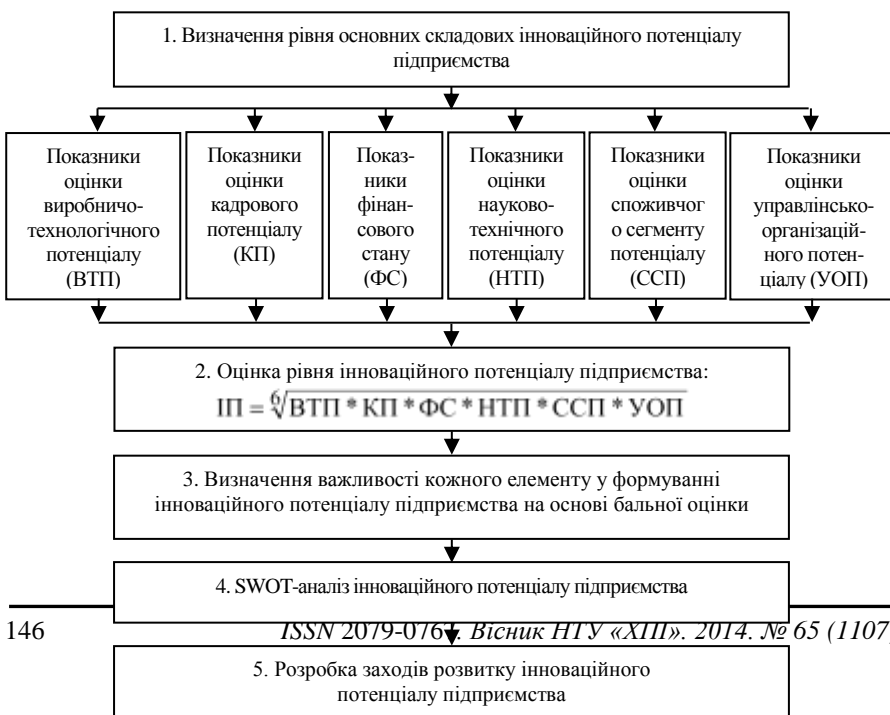 1. Визначення рівня основних складових інноваційного потенціалу
підприємства
Показники
оцінки
виробничо-
технологічного
потенціалу
(ВТП)
Показники
оцінки
кадрового
потенціалу
(КП)
Показ-
ники
фінан-
сового
стану
(ФС)
Показники
оцінки
науково-
технічного
потенціалу
(НТП)
Показники
оцінки
споживчог
о сегменту
потенціалу
(ССП)
Показники
оцінки
управлінсько-
організацій-
ного потен-
ціалу (УОП)
2. Оцінка рівня інноваційного потенціалу підприємства:
ІП = ⁶√ВТП * КП * ФС * НТП * ССП * УОП
3. Визначення важливості кожного елементу у формуванні
інноваційного потенціалу підприємства на основі бальної оцінки
4. SWOT-аналіз інноваційного потенціалу підприємства
146 ISSN 2079-076 . Вісник НТУ «ХПІ». 2014. № 65 (1107)
5. Розробка заходів розвитку інноваційного
потенціалу підприємства